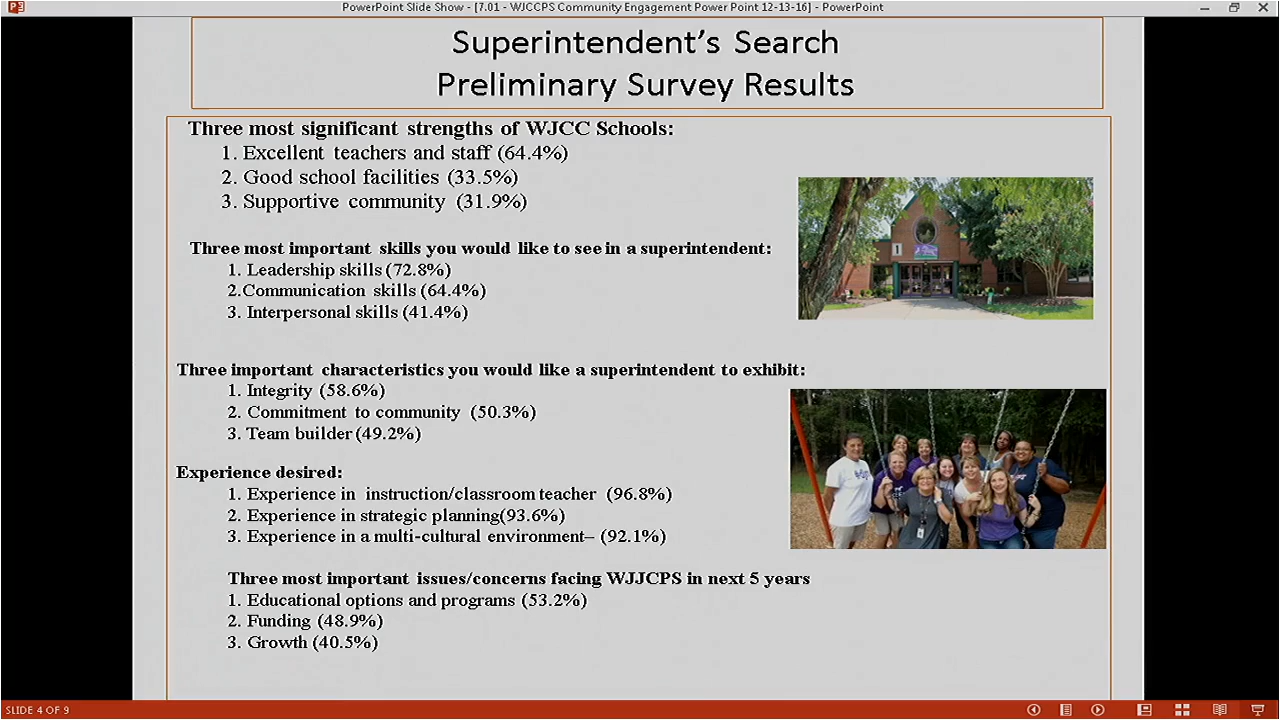 PowerPoint Slide Show - [7.01 - WJCCPS Community Engagement Power Point 12-13-16] - PowerPoint
Superintendent's Search
Preliminary Survey Results
Three most significant strengths of WJCC Schools:
1. Excellent teachers and staff (64.4%)
2. Good school facilities (33.5%)
3. Supportive community (31.9%)
Three most important skills you would like to see in a superintendent:
1. Leadership skills (72.8%)
2.Communication skills (64.4%)
3. Interpersonal skills (41.4%)
Three important characteristics you would like a superintendent to exhibit:
1. Integrity (58.6%)
2. Commitment to community (50.3%)
3. Team builder (49.2%)
Experience desired:
1. Experience in instruction/classroom teacher (96.8%)
2. Experience in strategic planning(93.6%)
3. Experience in a multi-cultural environment– (92.1%)
Three most important issues/concerns facing WJJCPS in next 5 years
1. Educational options and programs (53.2%)
2. Funding (48.9%)
3. Growth (40.5%)
SLIDE 4 OF 9